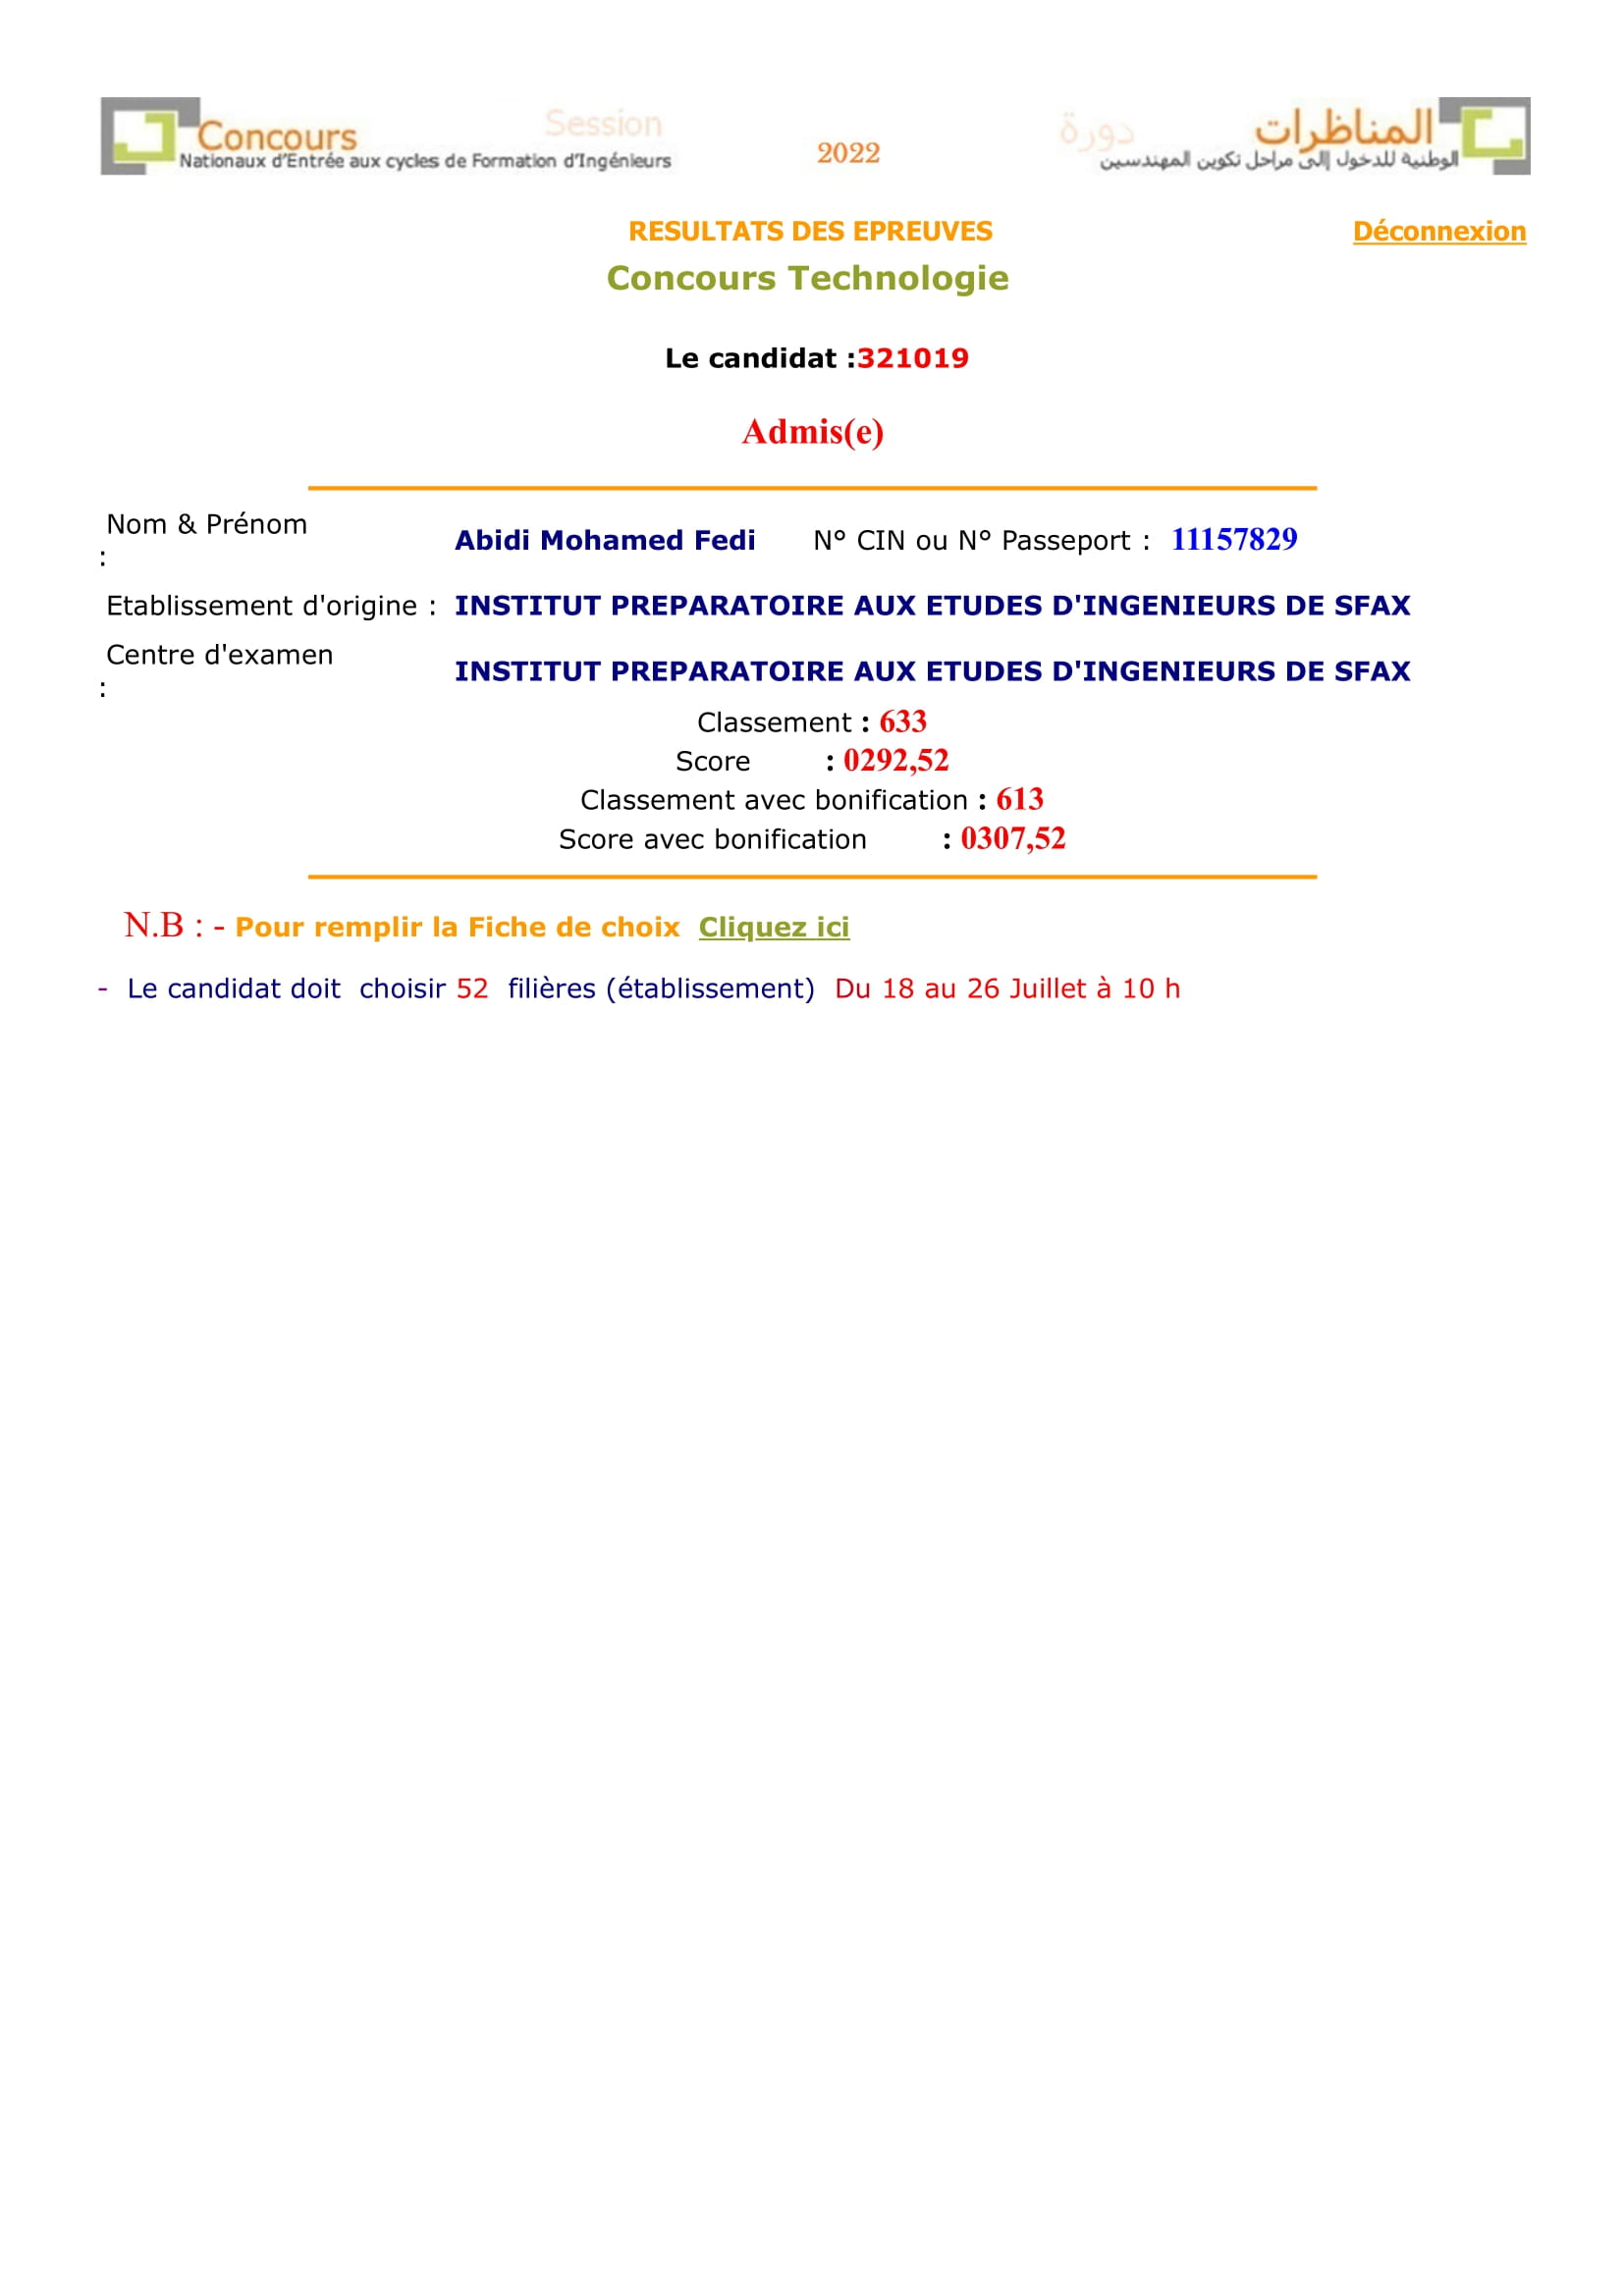 Concours Session 2022 دورة المناظرات
Nationaux d'Entrée aux cycles de Formation d'Ingénieurs الوطنية للدخول إلى مراحل تكوين المهندسين
RESULTATS DES EPREUVES Déconnexion
Concours Technologie
Le candidat :321019
Admis(e)
Nom & Prénom
: Abidi Mohamed Fedi N° CIN ou N° Passeport : 11157829
Etablissement d'origine : INSTITUT PREPARATOIRE AUX ETUDES D'INGENIEURS DE SFAX
Centre d'examen
: INSTITUT PREPARATOIRE AUX ETUDES D'INGENIEURS DE SFAX
Classement : 633
Score : 0292,52
Classement avec bonification : 613
Score avec bonification : 0307,52
N.B : - Pour remplir la Fiche de choix Cliquez ici
- Le candidat doit choisir 52 filières (établissement) Du 18 au 26 Juillet à 10 h